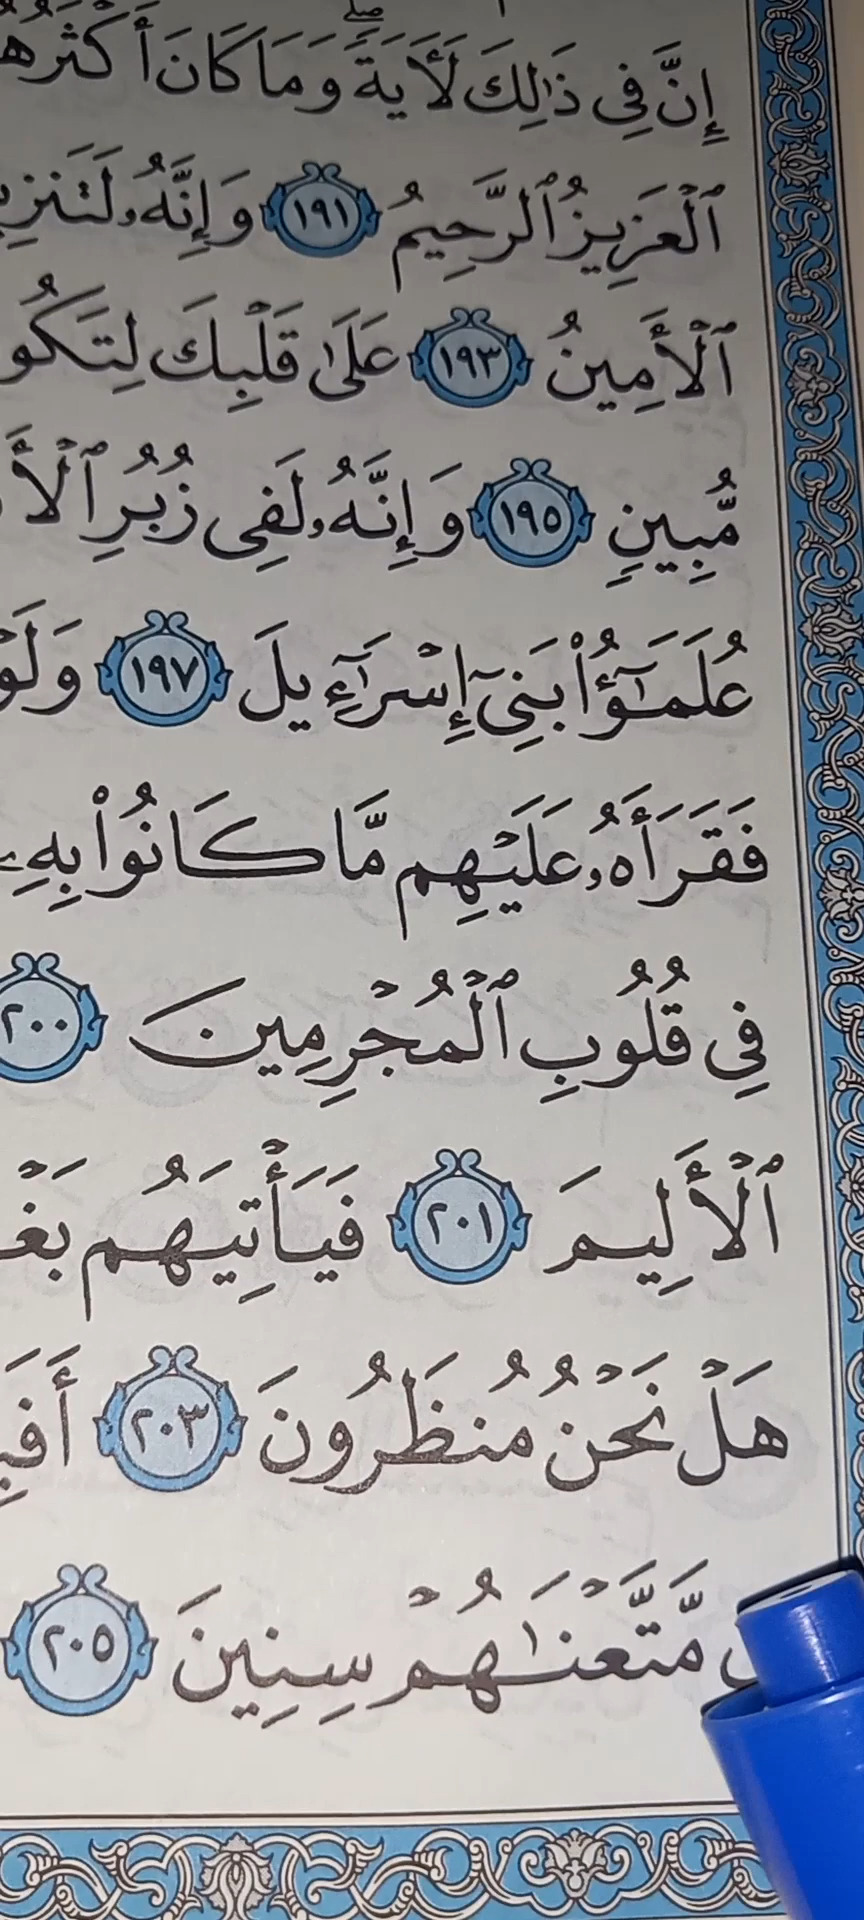 إِنَّ فِي ذَٰلِكَ لَأٓيَةٗۖ وَمَا كَانَ أَكۡثَرُه
ٱلۡعَزِيزُ ٱلرَّحِيمُ ١٩١ وَإِنَّهُۥ لَتَنزِي
ٱلۡأَمِينُ ١٩٣ عَلَىٰ قَلۡبِكَ لِتَكُو
مُّبِينٖ ١٩٥ وَإِنَّهُۥ لَفِي زُبُرِ ٱلۡأ
عُلَمَٰٓؤُاْ بَنِيٓ إِسۡرَٰٓءِيلَ ١٩٧ وَلَو
فَقَرَأَهُۥ عَلَيۡهِم مَّا كَانُواْ بِهِۦ
فِي قُلُوبِ ٱلۡمُجۡرِمِينَ ٢٠٠
ٱلۡأَلِيمَ ٢٠١ فَيَأۡتِيَهُم بَغۡ
هَلۡ نَحۡنُ مُنظَرُونَ ٢٠٣ أَفَبِ
مَّتَّعۡنَٰهُمۡ سِنِينَ ٢٠٥